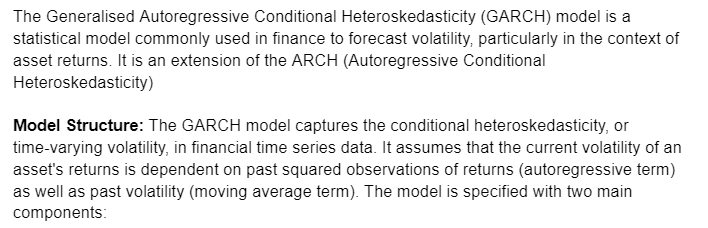 The Generalised Autoregressive Conditional Heteroskedasticity (GARCH) model is a
statistical model commonly used in finance to forecast volatility, particularly in the context of
asset returns. It is an extension of the ARCH (Autoregressive Conditional
Heteroskedasticity)
Model Structure: The GARCH model captures the conditional heteroskedasticity, or
time-varying volatility, in financial time series data. It assumes that the current volatility of an
asset's returns is dependent on past squared observations of returns (autoregressive term)
as well as past volatility (moving average term). The model is specified with two main
components: